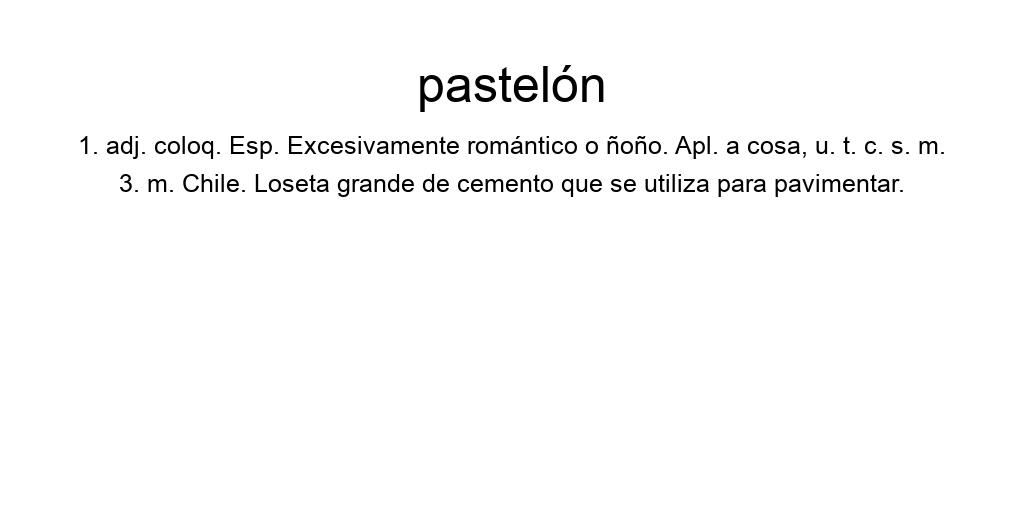 pastelón
1. adj. coloq. Esp. Excesivamente romántico o ñoño. Apl. a cosa, u. t. c. s. m.
3. m. Chile. Loseta grande de cemento que se utiliza para pavimentar.